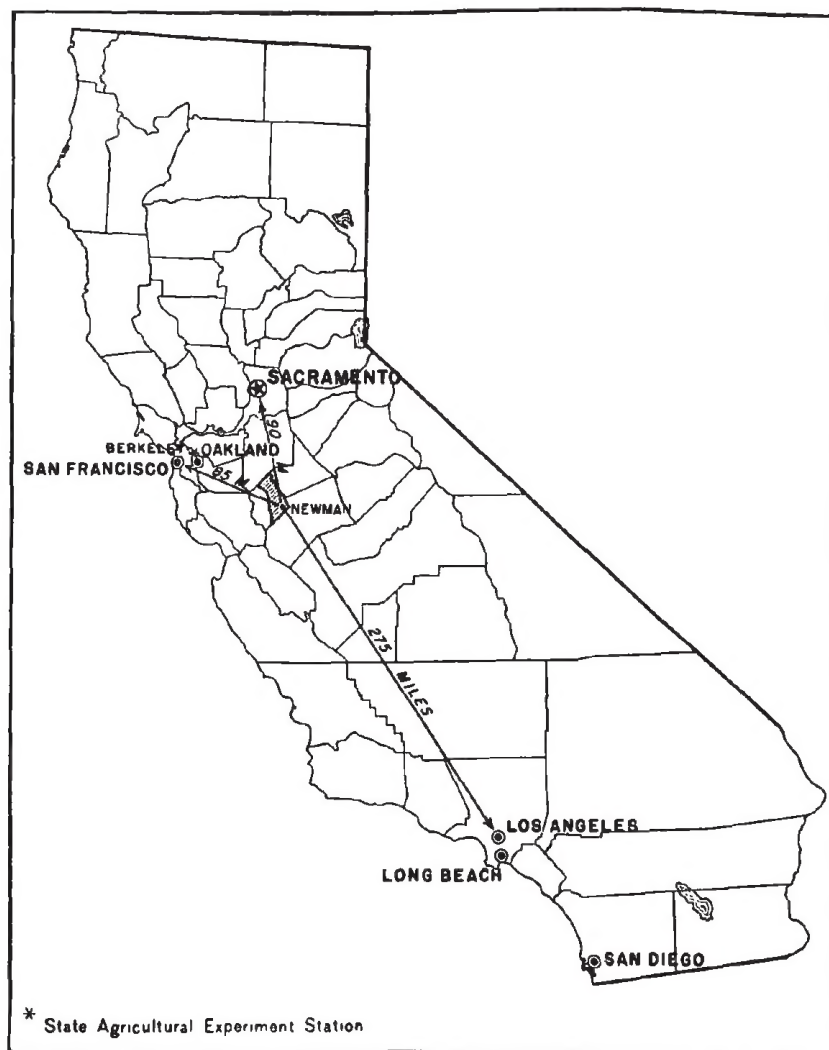 SACRAMENTO
90 M
BERKELEY * OAKLAND
SAN FRANCISCO
85 M
NEWMAN
275 MILES
LOS ANGELES
LONG BEACH
SAN DIEGO
* State Agricultural Experiment Station